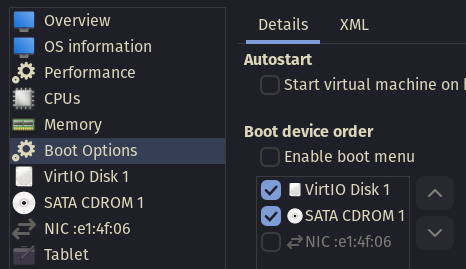 Overview
OS information
Performance
CPUs
Memory
Boot Options
VirtIO Disk 1
SATA CDROM 1
NIC :e1:4f:06
Tablet
Details XML
Autostart
Start virtual machine on
Boot device order
Enable boot menu
VirtIO Disk 1
SATA CDROM 1
NIC :e1:4f:06